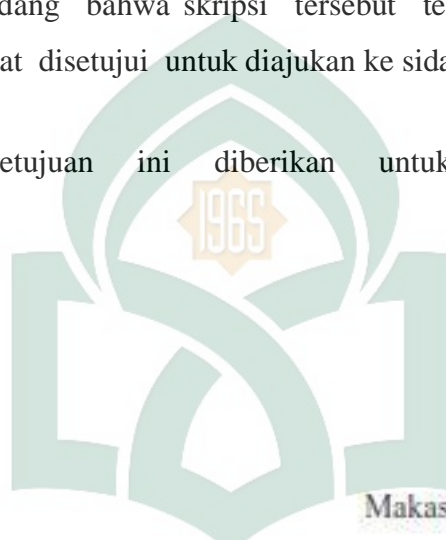 dang bahwa skripsi tersebut te
at disetujui untuk diajukan ke sida
etujuan ini diberikan untuk
1965
Makas